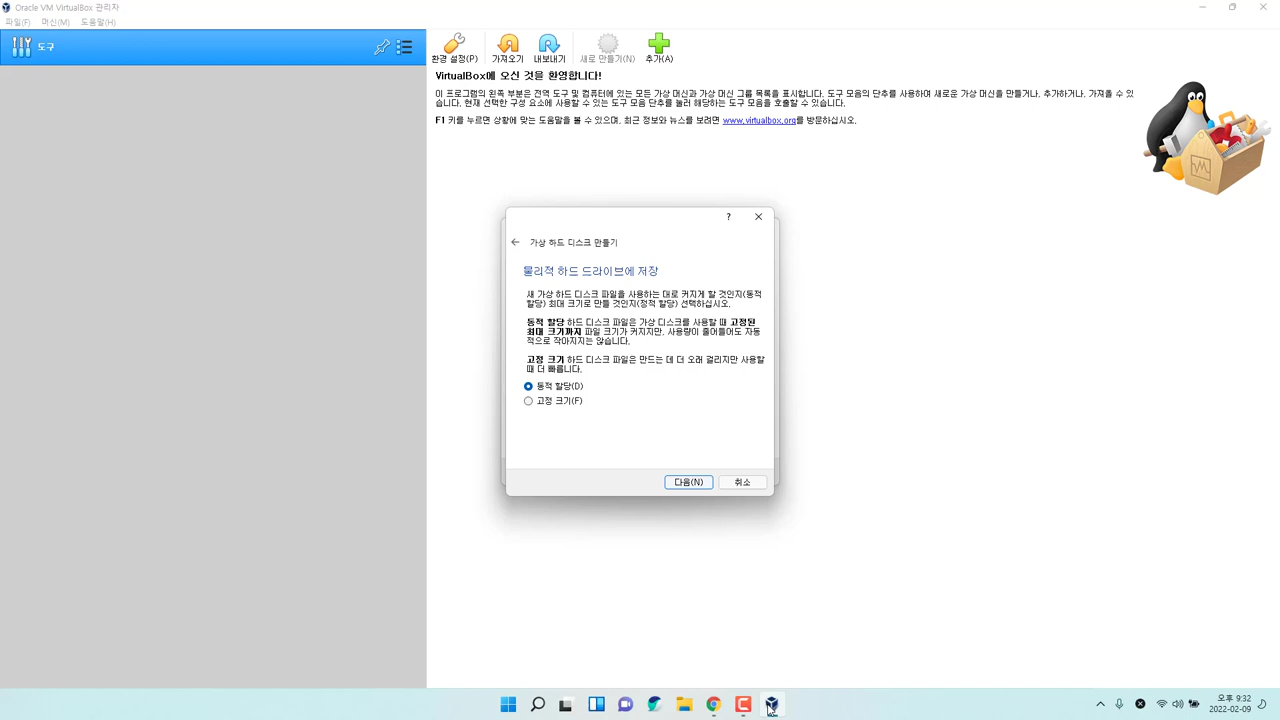 Oracle VM VirtualBox 관리자
파일(F) 머신(M) 도움말(H)
도구
환경 설정(P) 가져오기 내보내기 새로 만들기(N) 추가(A)
VirtualBox에 오신 것을 환영합니다!
이 프로그램의 왼쪽 부분은 전역 도구 및 컴퓨터에 있는 모든 가상 머신과 가상 머신 그룹 목록을 표시합니다. 도구 모음의 단추를 사용하여 새로운 가상 머신을 만들거나, 추가하거나, 가져올 수 있
습니다. 현재 선택한 구성 요소에 사용할 수 있는 도구 모음 단추를 눌러 해당하는 도구 모음을 호출할 수 있습니다.
F1 키를 누르면 상황에 맞는 도움말을 볼 수 있으며, 최근 정보와 뉴스를 보려면 www.virtualbox.org를 방문하십시오.
?
가상 하드 디스크 만들기
물리적 하드 드라이브에 저장
새 가상 하드 디스크 파일을 사용하는 대로 커지게 할 것인지(동적
할당) 최대 크기로 만들 것인지(정적 할당) 선택하십시오.
동적 할당 하드 디스크 파일은 가상 디스크를 사용할 때 고정된
최대 크기까지 파일 크기가 커지지만, 사용량이 줄어들어도 자동
적으로 작아지지는 않습니다.
고정 크기 하드 디스크 파일은 만드는 데 더 오래 걸리지만 사용할
때 더 빠릅니다.
동적 할당(D)
고정 크기(F)
다음(N) 취소
오후 9:32
2022-02-09